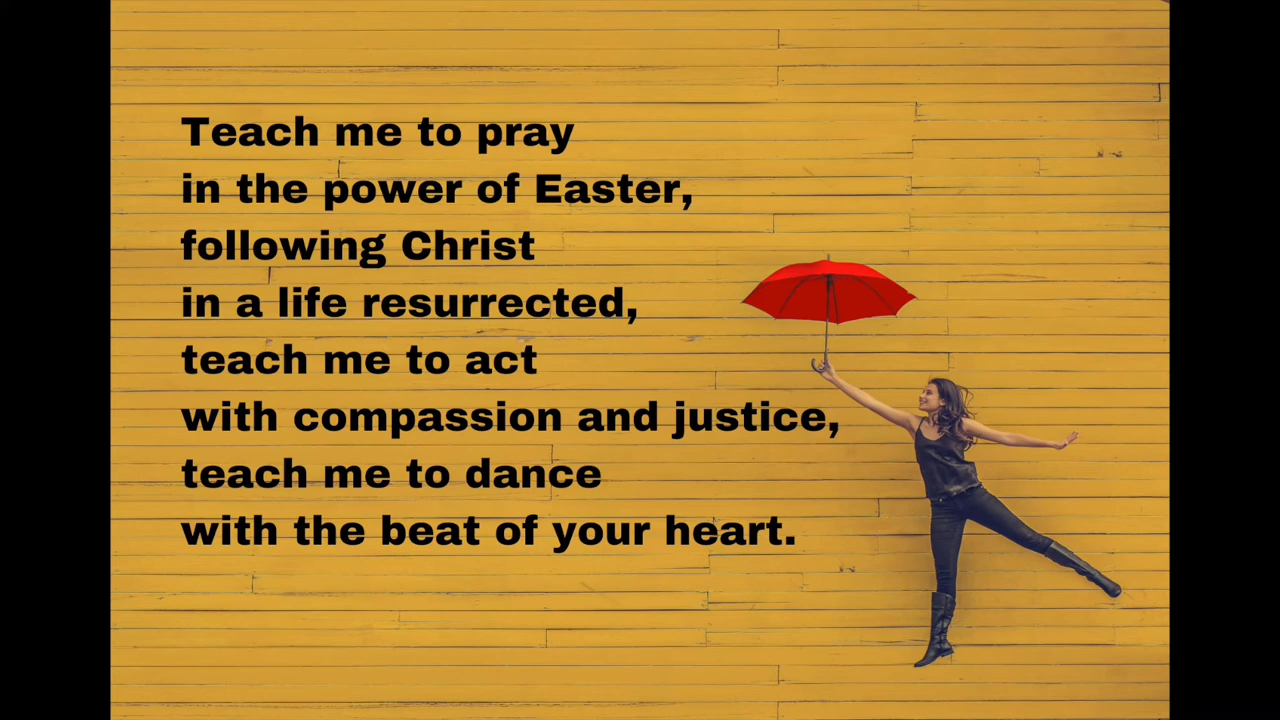 Teach me to pray
in the power of Easter,
following Christ
in a life resurrected,
teach me to act
with compassion and justice,
teach me to dance
with the beat of your heart.